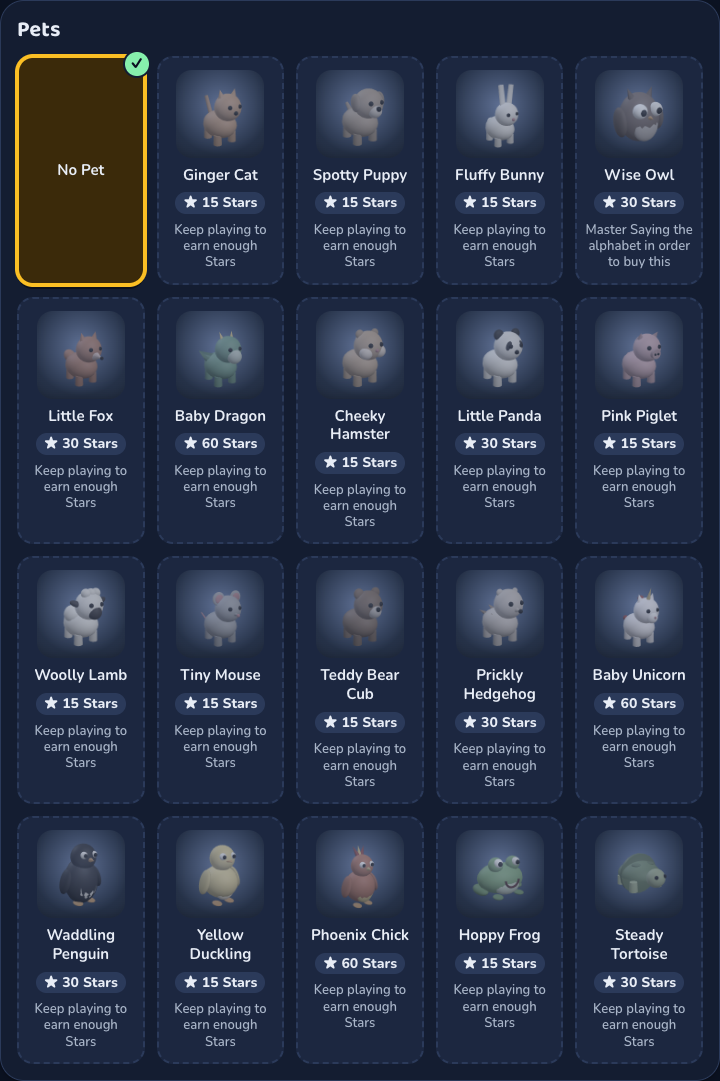 Pets
No Pet
Ginger Cat
15 Stars
Keep playing to
earn enough
Stars
Spotty Puppy
15 Stars
Keep playing to
earn enough
Stars
Fluffy Bunny
15 Stars
Keep playing to
earn enough
Stars
Wise Owl
30 Stars
Master Saying the
alphabet in order
to buy this
Little Fox
30 Stars
Keep playing to
earn enough
Stars
Baby Dragon
60 Stars
Keep playing to
earn enough
Stars
Cheeky
Hamster
15 Stars
Keep playing to
earn enough
Stars
Little Panda
30 Stars
Keep playing to
earn enough
Stars
Pink Piglet
15 Stars
Keep playing to
earn enough
Stars
Woolly Lamb
15 Stars
Keep playing to
earn enough
Stars
Tiny Mouse
15 Stars
Keep playing to
earn enough
Stars
Teddy Bear
Cub
15 Stars
Keep playing to
earn enough
Stars
Prickly
Hedgehog
30 Stars
Keep playing to
earn enough
Stars
Baby Unicorn
60 Stars
Keep playing to
earn enough
Stars
Waddling
Penguin
30 Stars
Keep playing to
earn enough
Stars
Yellow
Duckling
15 Stars
Keep playing to
earn enough
Stars
Phoenix Chick
60 Stars
Keep playing to
earn enough
Stars
Hoppy Frog
15 Stars
Keep playing to
earn enough
Stars
Steady
Tortoise
30 Stars
Keep playing to
earn enough
Stars